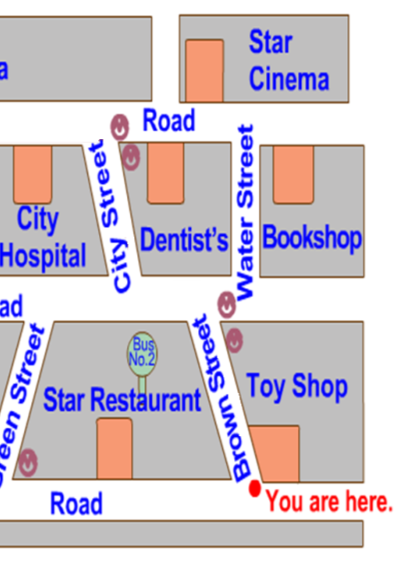 a
Star
Cinema
Road
City Street
Water Street
City
Hospital
Dentist's
Bookshop
ad
reen Street
Bus
No.2
Star Restaurant
Brown Street
Toy Shop
Road
You are here.